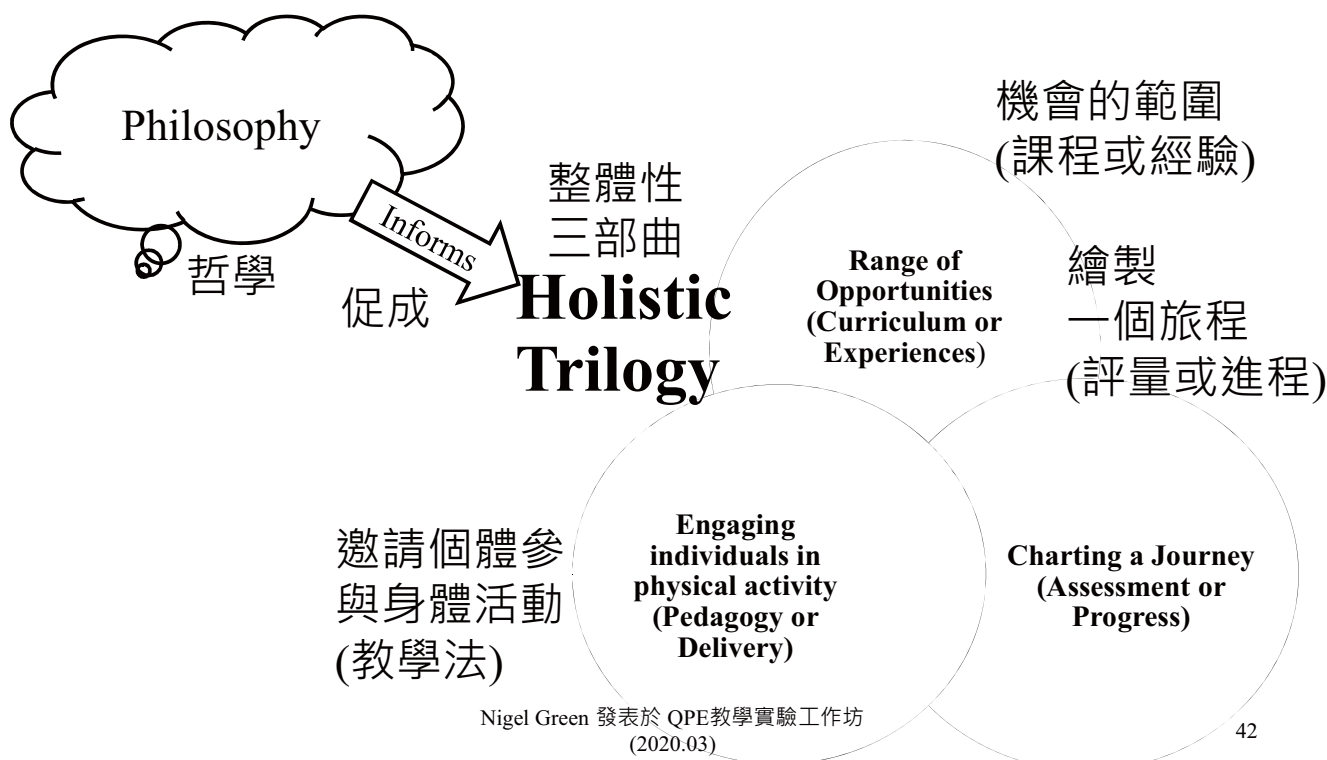 Philosophy
哲學
Informs
促成
整體性
三部曲
Holistic
Trilogy
機會的範圍
(課程或經驗)
Range of
Opportunities
(Curriculum or
Experiences)
繪製
一個旅程
(評量或進程)
邀請個體參
與身體活動
(教學法)
Engaging
individuals in
physical activity
(Pedagogy or
Delivery)
Charting a Journey
(Assessment or
Progress)
Nigel Green 發表於 QPE教學實驗工作坊
(2020.03)
42